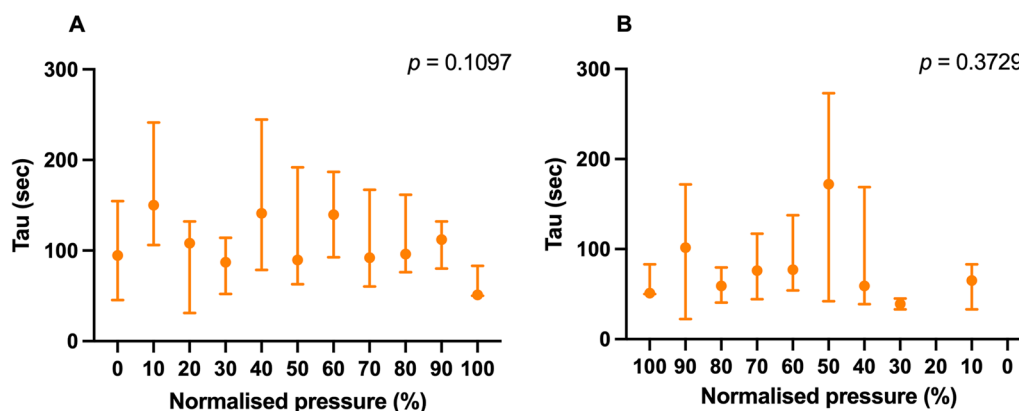 A
p = 0.1097
300
200
100
0
Tau (sec)
0 10 20 30 40 50 60 70 80 90 100
Normalised pressure (%)
B
p = 0.3729
300
200
100
0
Tau (sec)
100 90 80 70 60 50 40 30 20 10 0
Normalised pressure (%)